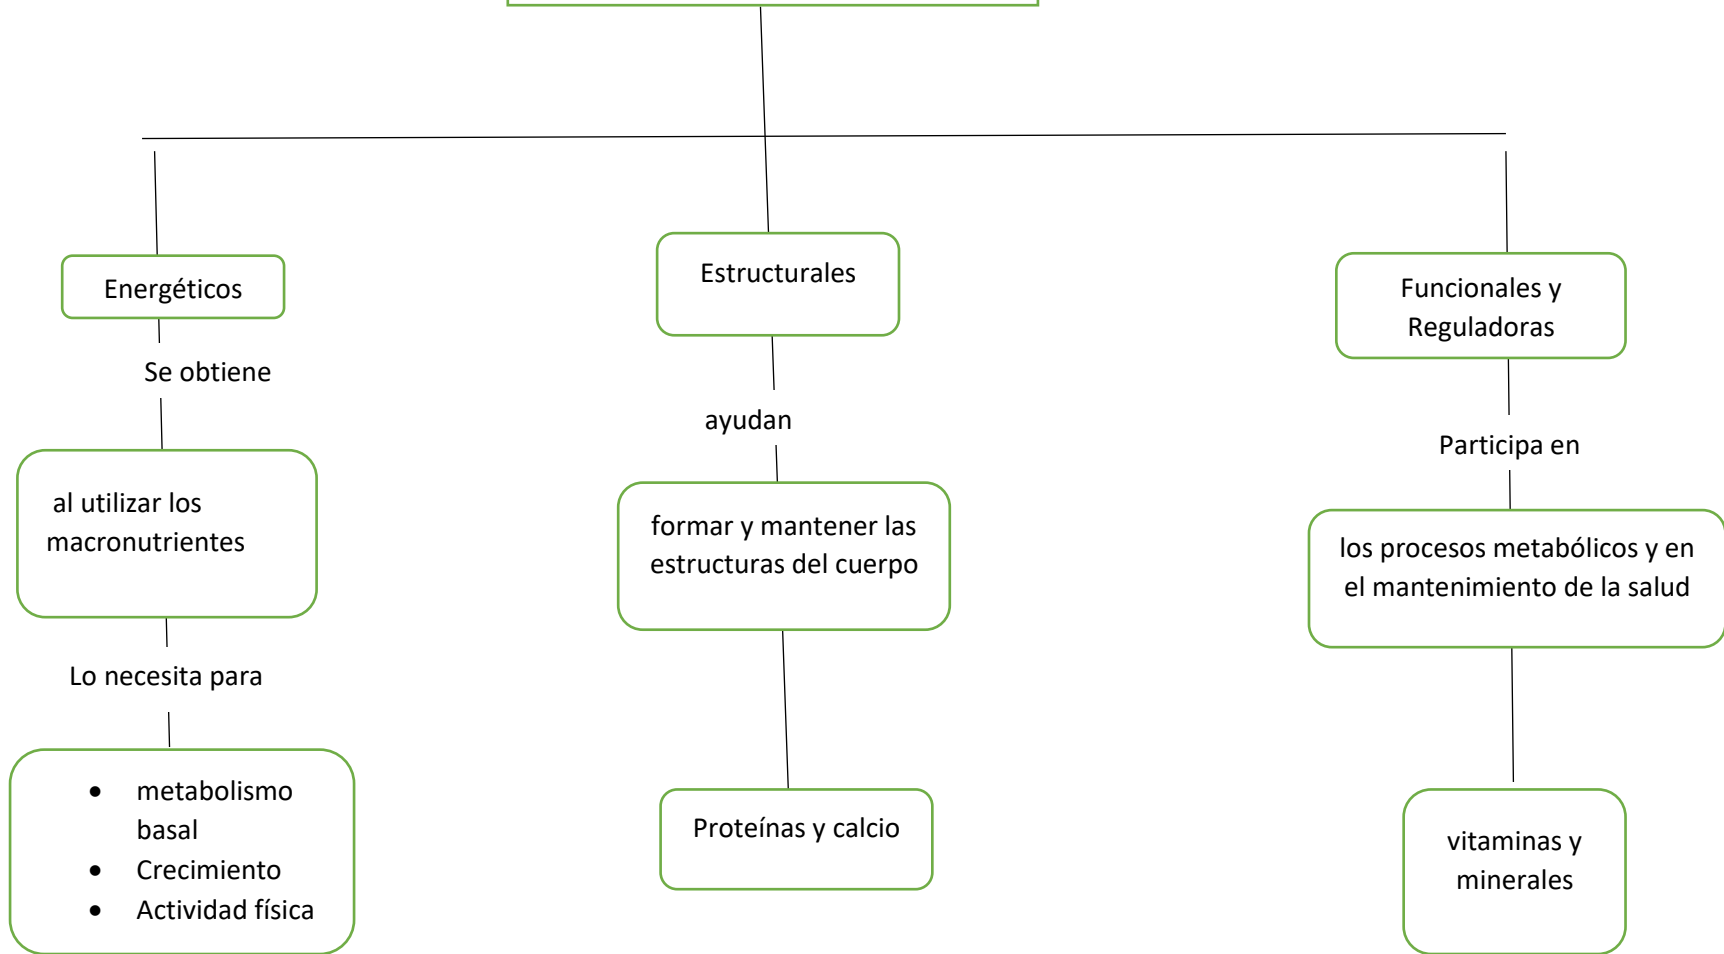 Energéticos
Se obtiene
al utilizar los
macronutrientes
Lo necesita para
• metabolismo
basal
• Crecimiento
• Actividad física
Estructurales
ayudan
formar y mantener las
estructuras del cuerpo
Proteínas y calcio
Funcionales y
Reguladoras
Participa en
los procesos metabólicos y en
el mantenimiento de la salud
vitaminas y
minerales